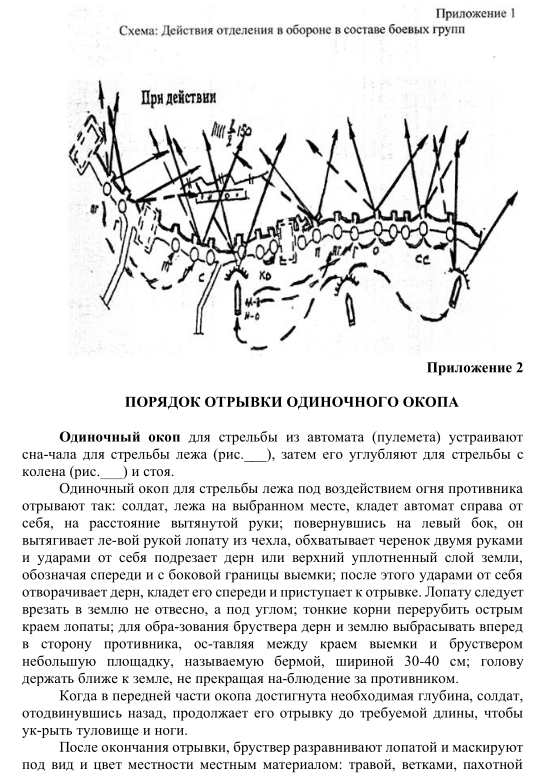 Приложение 1
Схема: Действия отделения в обороне в составе боевых групп
При действии
Приложение 2
ПОРЯДОК ОТРЫВКИ ОДИНОЧНОГО ОКОПА
Одиночный окоп для стрельбы из автомата (пулемета) устраивают
сна-чала для стрельбы лежа (рис.___), затем его углубляют для стрельбы с
колена (рис.___) и стоя.
Одиночный окоп для стрельбы лежа под воздействием огня противника
отрывают так: солдат, лежа на выбранном месте, кладет автомат справа от
себя, на расстояние вытянутой руки; повернувшись на левый бок, он
вытягивает ле-вой рукой лопату из чехла, обхватывает черенок двумя руками
и ударами от себя подрезает дерн или верхний уплотненный слой земли,
обозначая спереди и с боковой границы выемки; после этого ударами от себя
отворачивает дерн, кладет его спереди и приступает к отрывке. Лопату следует
врезать в землю не отвесно, а под углом; тонкие корни перерубить острым
краем лопаты; для обра-зования бруствера дерн и землю выбрасывать вперед
в сторону противника, ос-тавляя между краем выемки и бруствером
небольшую площадку, называемую бермой, шириной 30-40 см; голову
держать ближе к земле, не прекращая на-блюдение за противником.
Когда в передней части окопа достигнута необходимая глубина, солдат,
отодвинувшись назад, продолжает его отрывку до требуемой длины, чтобы
ук-рыть туловище и ноги.
После окончания отрывки, бруствер разравнивают лопатой и маскируют
под вид и цвет местности местным материалом: травой, ветками, пахотной